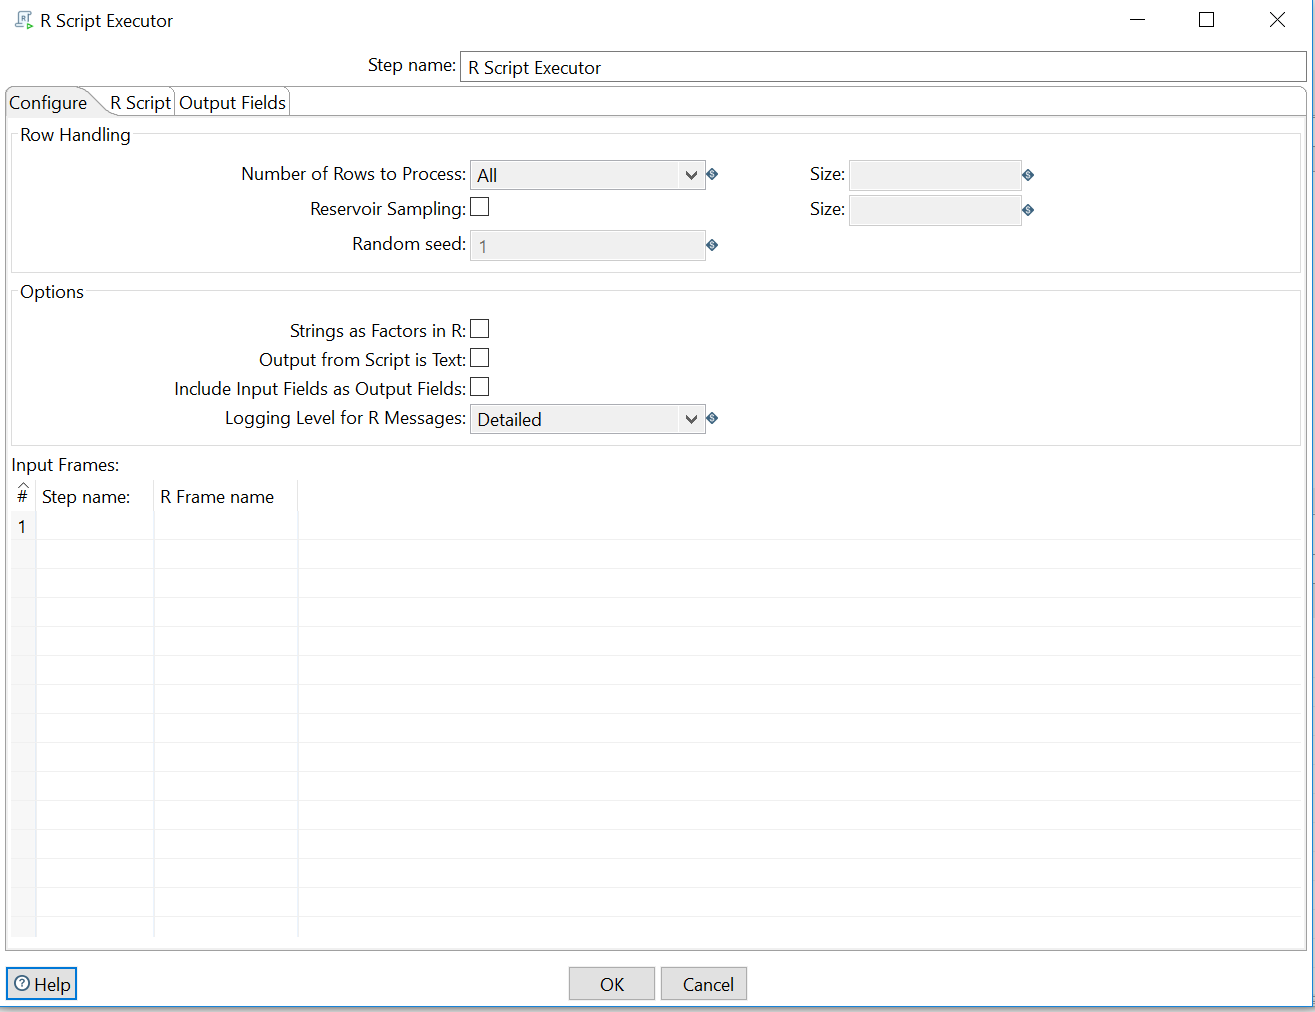 R Script Executor
Step name: R Script Executor
Configure R Script Output Fields
Row Handling
Number of Rows to Process: All Size:
Reservoir Sampling: Size:
Random seed: 1
Options
Strings as Factors in R:
Output from Script is Text:
Include Input Fields as Output Fields:
Logging Level for R Messages: Detailed
Input Frames:
# Step name: R Frame name
1
Help OK Cancel